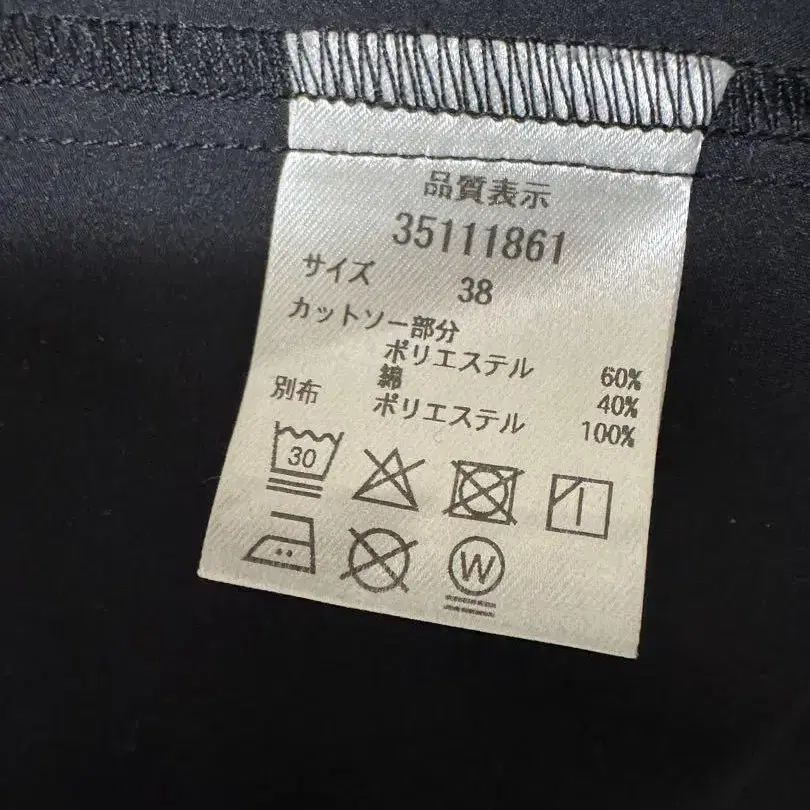 品質表示
35111861
サイズ 38
カットソー部分
ポリエステル 60%
綿 40%
別布 ポリエステル 100%
30
W